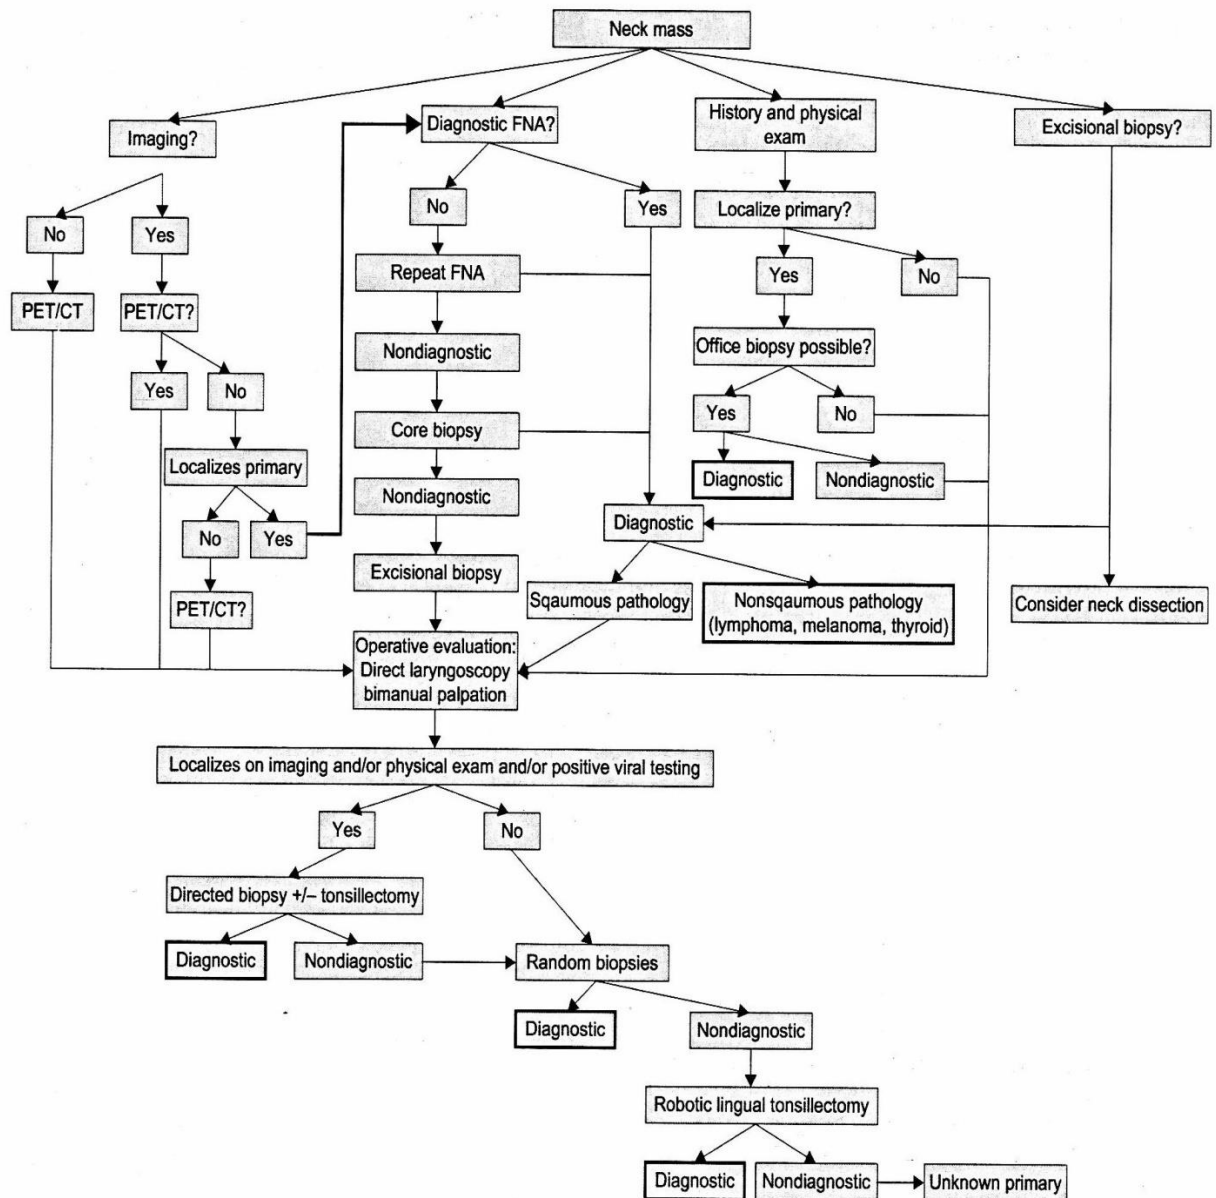 Neck mass
Imaging?
Diagnostic FNA?
History and physical
exam
Excisional biopsy?
No
Yes
No
Yes
Localize primary?
PET/CT
PET/CT?
Repeat FNA
Yes
No
Yes
No
Nondiagnostic
Office biopsy possible?
Localizes primary
Core biopsy
Yes
No
No
Yes
Nondiagnostic
Diagnostic
Nondiagnostic
PET/CT?
Excisional biopsy
Diagnostic
Sqaumous pathology
Nonsqaumous pathology
(lymphoma, melanoma, thyroid)
Consider neck dissection
Operative evaluation:
Direct laryngoscopy
bimanual palpation
Localizes on imaging and/or physical exam and/or positive viral testing
Yes
No
Directed biopsy +/– tonsillectomy
Diagnostic
Nondiagnostic
Random biopsies
Diagnostic
Nondiagnostic
Robotic lingual tonsillectomy
Diagnostic
Nondiagnostic
Unknown primary